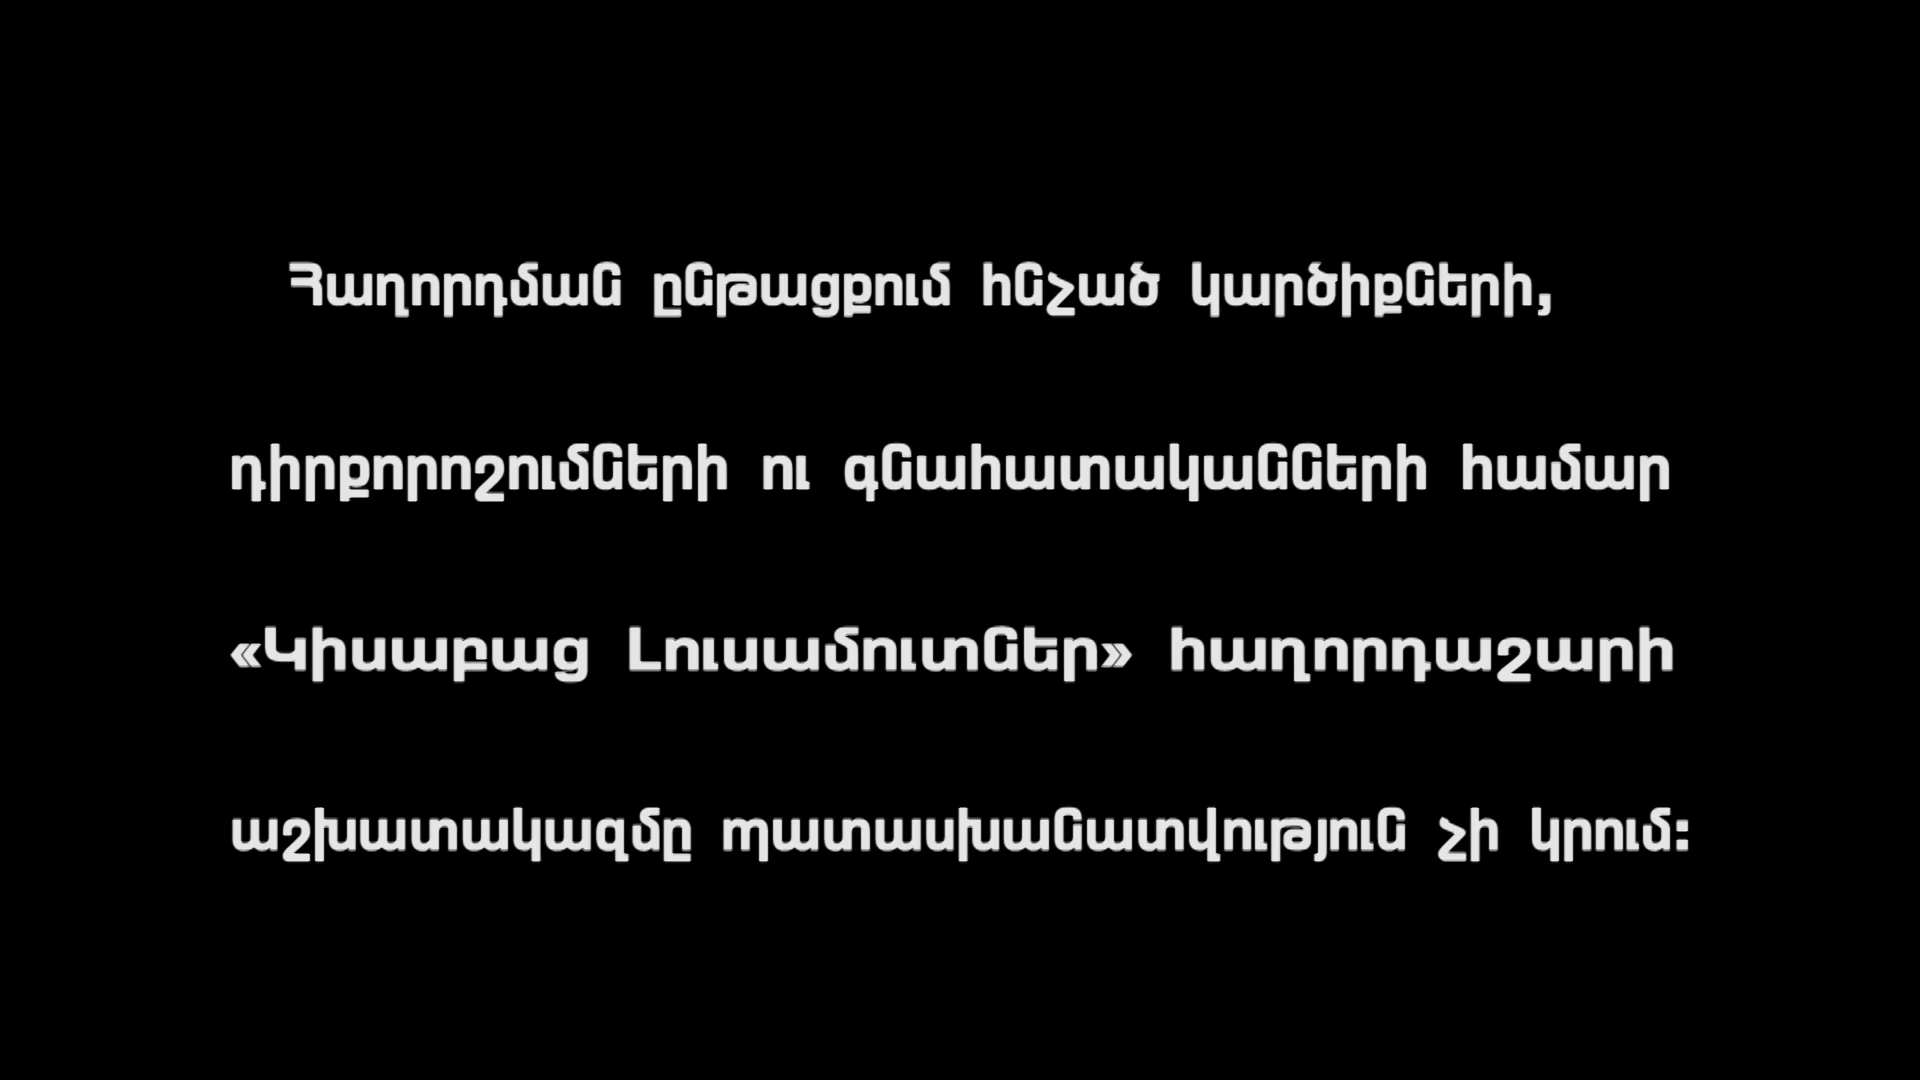 Հաղորդման ընթացքում հնչած կարծիքների,
դիրքորոշումների ու գնահատականների համար
«Կիսաբաց Լուսամուտներ» հաղորդաշարի
աշխատակազմը պատասխանատվություն չի կրում: